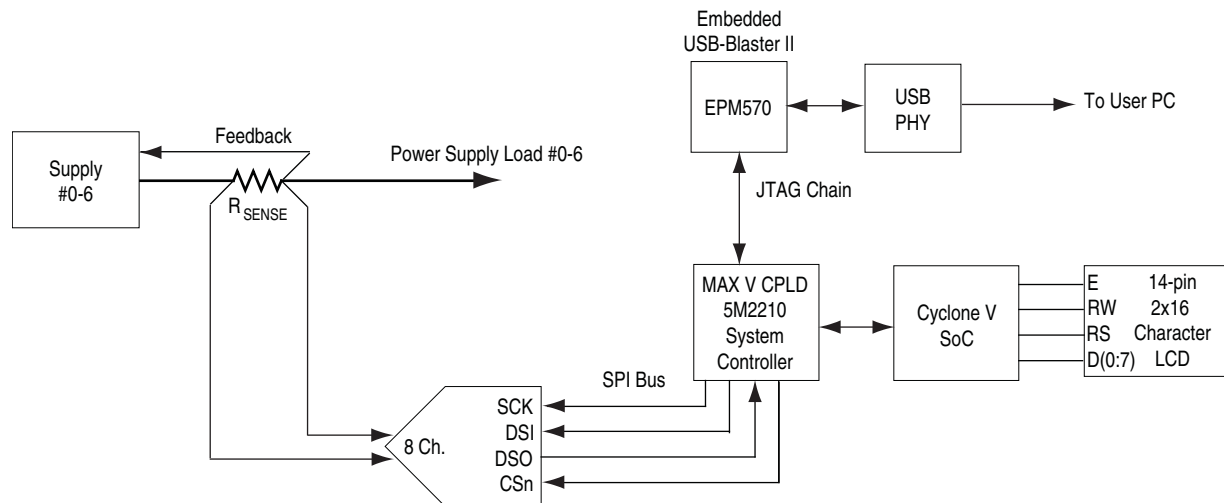 Embedded
USB-Blaster II
EPM570
USB
PHY
To User PC
Feedback
Supply
#0-6
Power Supply Load #0-6
R SENSE
JTAG Chain
MAX V CPLD
5M2210
System
Controller
Cyclone V
SoC
E
RW
RS
D(0:7)
14-pin
2x16
Character
LCD
SPI Bus
8 Ch.
SCK
DSI
DSO
CSn